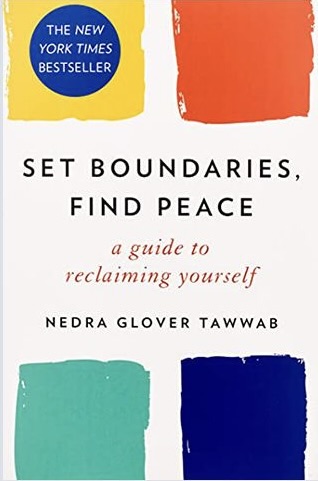 THE NEW
YORK TIMES
BESTSELLER
SET BOUNDARIES,
FIND PEACE
a guide to
reclaiming yourself
NEDRA GLOVER TAWWAB